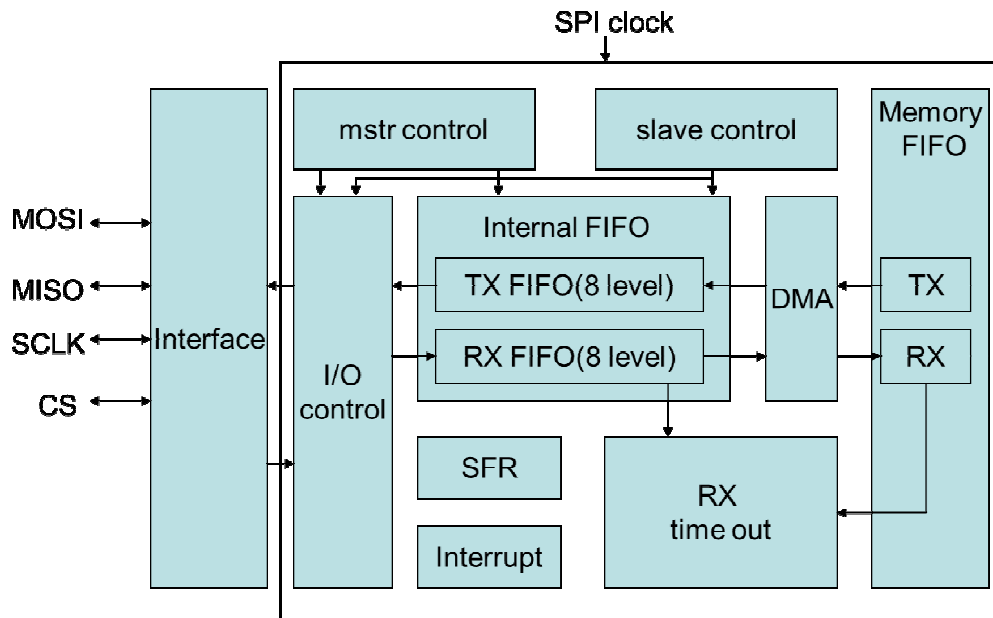 SPI clock
mstr control
slave control
Memory
FIFO
MOSI
MISO
SCLK
CS
Interface
I/O
control
Internal FIFO
TX FIFO(8 level)
RX FIFO(8 level)
DMA
TX
RX
SFR
Interrupt
RX
time out